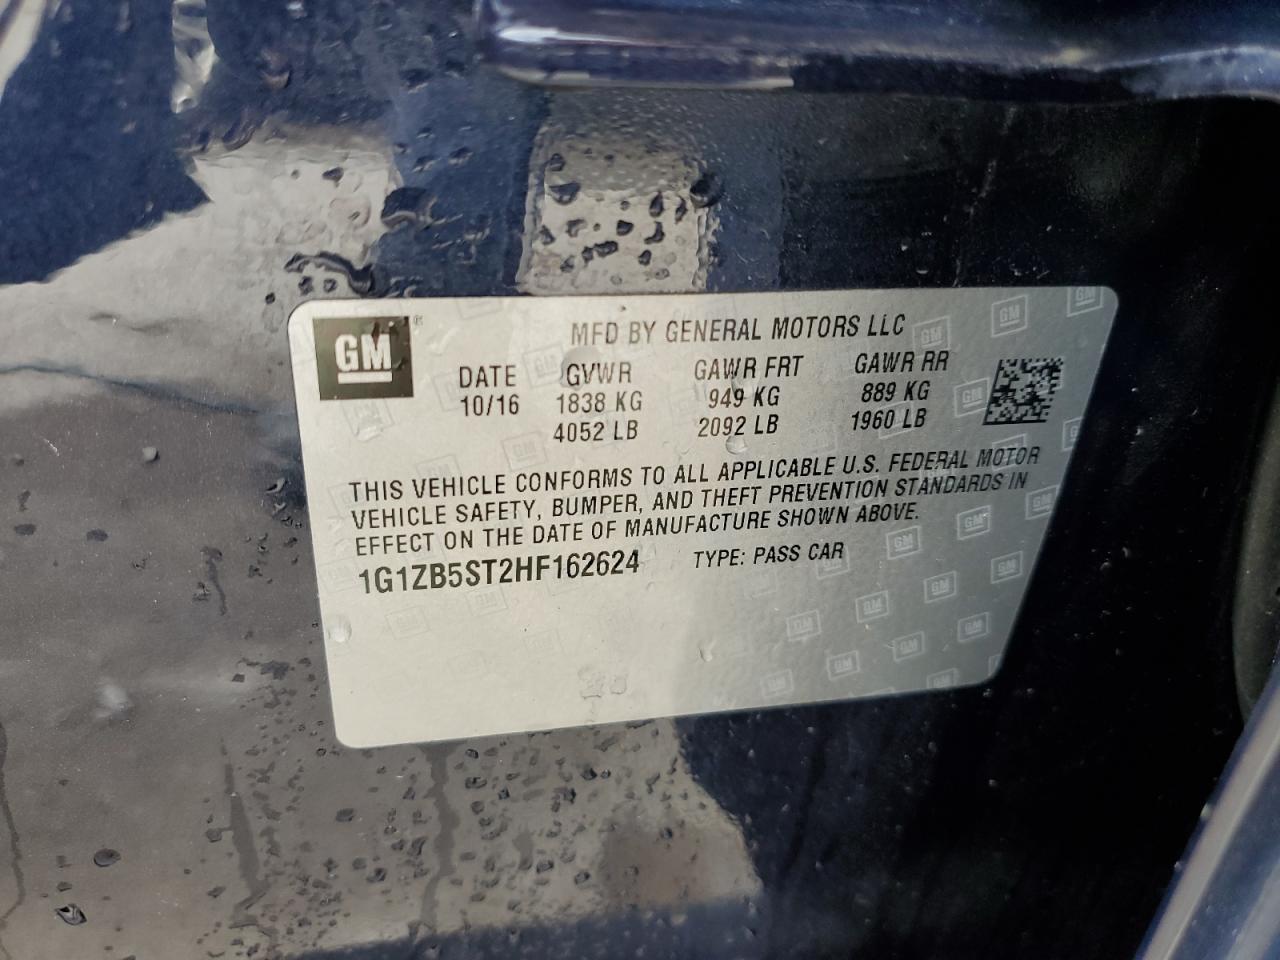 GM
MFD BY GENERAL MOTORS LLC
DATE GVWR GAWR FRT GAWR RR
10/16 1838 KG 949 KG 889 KG
4052 LB 2092 LB 1960 LB
THIS VEHICLE CONFORMS TO ALL APPLICABLE U.S. FEDERAL MOTOR
VEHICLE SAFETY, BUMPER, AND THEFT PREVENTION STANDARDS IN
EFFECT ON THE DATE OF MANUFACTURE SHOWN ABOVE.
1G1ZB5ST2HF162624 TYPE: PASS CAR